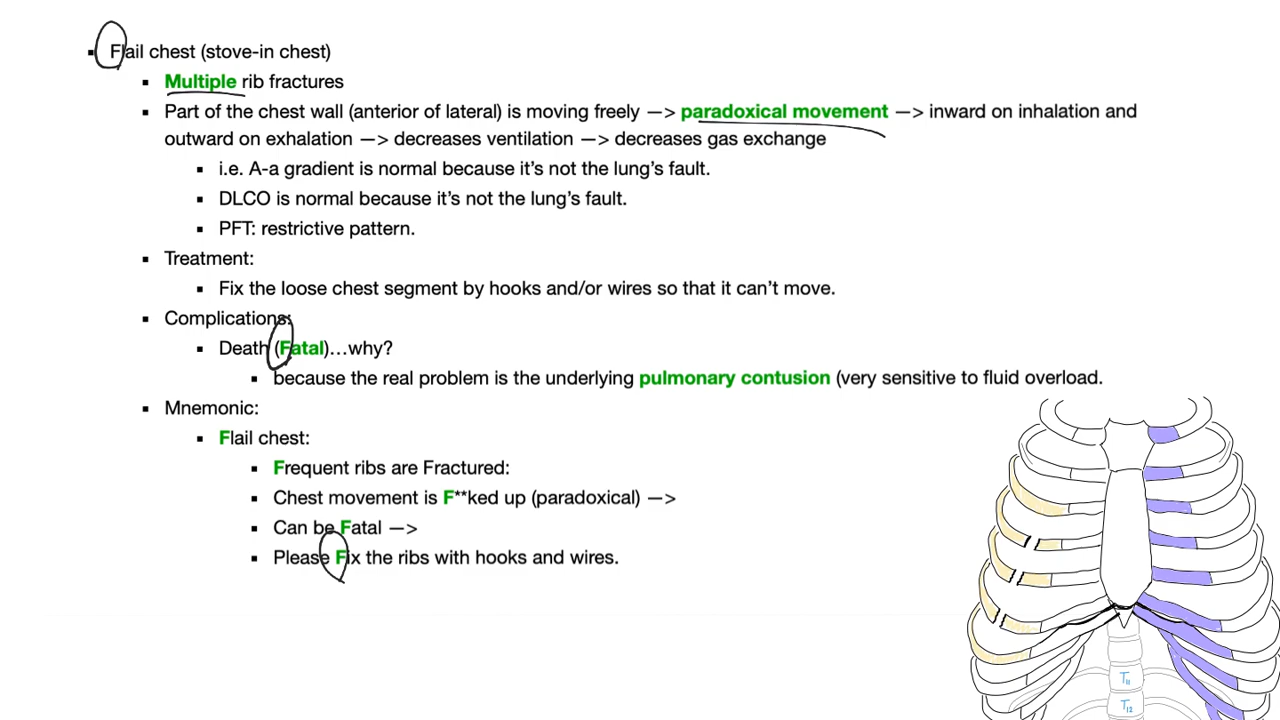 Flail chest (stove-in chest)
Multiple rib fractures
Part of the chest wall (anterior of lateral) is moving freely —> paradoxical movement —> inward on inhalation and
outward on exhalation —> decreases ventilation —> decreases gas exchange
i.e. A-a gradient is normal because it's not the lung's fault.
DLCO is normal because it's not the lung's fault.
PFT: restrictive pattern.
Treatment:
Fix the loose chest segment by hooks and/or wires so that it can't move.
Complications:
Death (Fatal)…why?
because the real problem is the underlying pulmonary contusion (very sensitive to fluid overload.
Mnemonic:
Flail chest:
Frequent ribs are Fractured:
Chest movement is F**ked up (paradoxical) —>
Can be Fatal —>
Please Fix the ribs with hooks and wires.
T11
T12